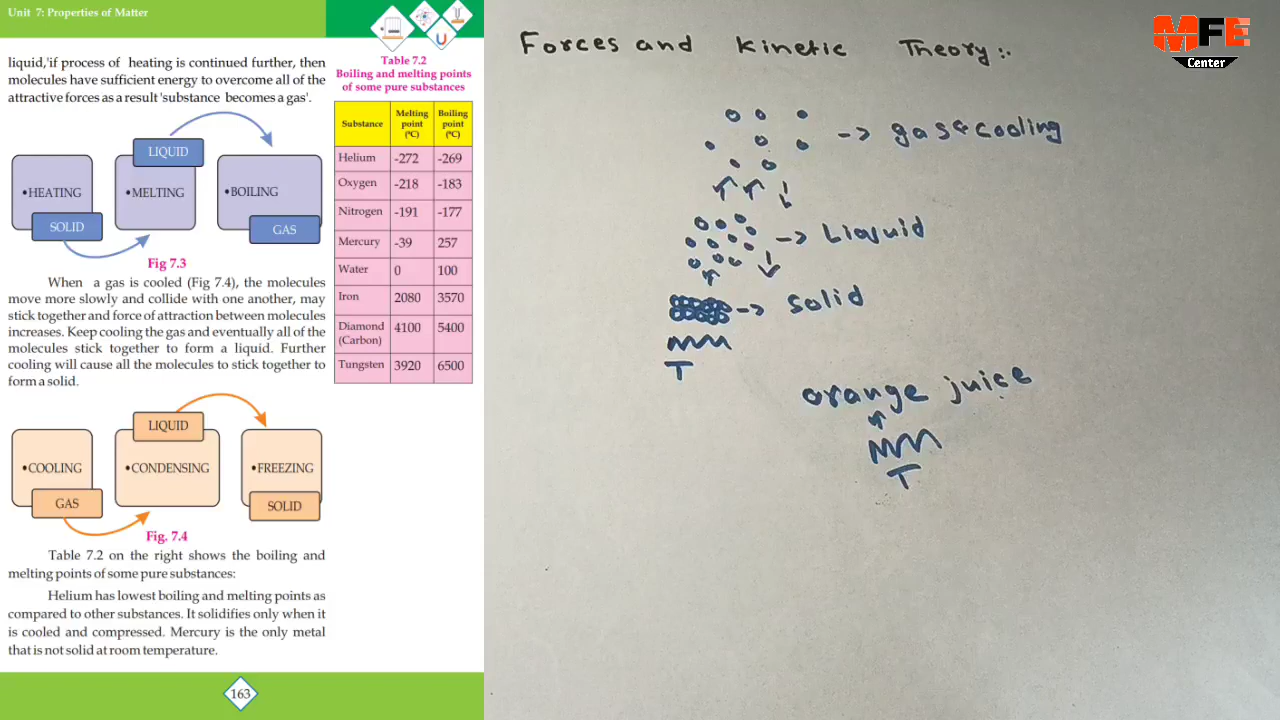 Unit 7: Properties of Matter
liquid,'if process of heating is continued further, then
molecules have sufficient energy to overcome all of the
attractive forces as a result 'substance becomes a gas'.
LIQUID
•HEATING
•MELTING
•BOILING
SOLID
GAS
Fig 7.3
When a gas is cooled (Fig 7.4), the molecules
move more slowly and collide with one another, may
stick together and force of attraction between molecules
increases. Keep cooling the gas and eventually all of the
molecules stick together to form a liquid. Further
cooling will cause all the molecules to stick together to
form a solid.
LIQUID
•COOLING
•CONDENSING
•FREEZING
GAS
SOLID
Fig. 7.4
Table 7.2 on the right shows the boiling and
melting points of some pure substances:
Helium has lowest boiling and melting points as
compared to other substances. It solidifies only when it
is cooled and compressed. Mercury is the only metal
that is not solid at room temperature.
163
Table 7.2
Boiling and melting points
of some pure substances
Substance Melting point (°C) Boiling point (°C)
Helium -272 -269
Oxygen -218 -183
Nitrogen -191 -177
Mercury -39 257
Water 0 100
Iron 2080 3570
Diamond (Carbon) 4100 5400
Tungsten 3920 6500
Forces and Kinetic Theory:.
MFE
Center
-> gas & cooling
-> Liquid
-> Solid
T
orange juice
T